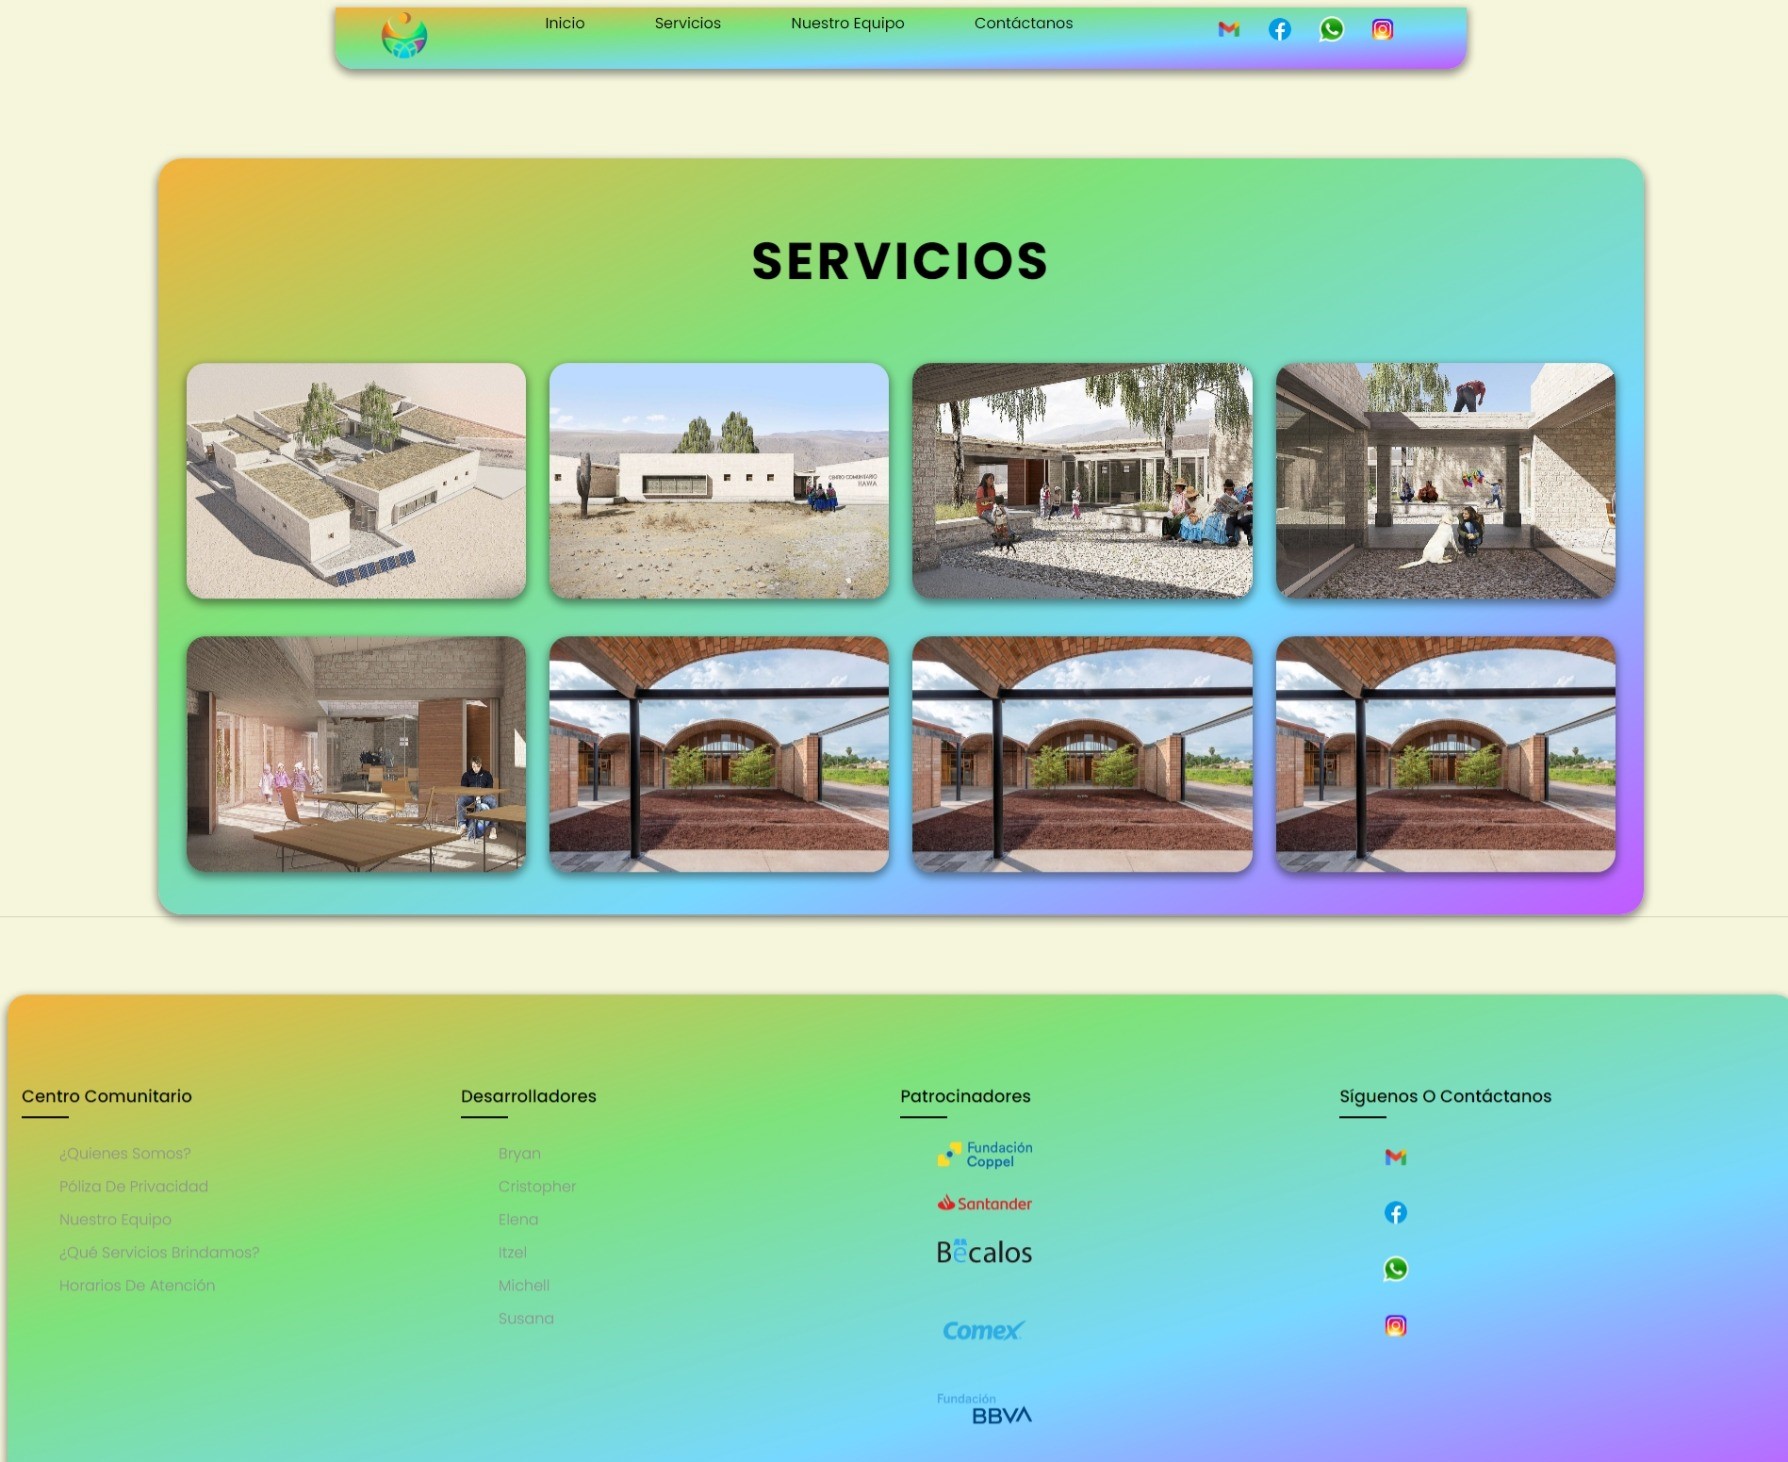 Inicio
Servicios
Nuestro Equipo
Contáctanos
SERVICIOS
CENTRO COMUNITARIO
Centro Comunitario
¿Quienes Somos?
Póliza De Privacidad
Nuestro Equipo
¿Qué Servicios Brindamos?
Horarios De Atención
Desarrolladores
Bryan
Cristopher
Elena
Itzel
Michell
Susana
Patrocinadores
Fundación
Coppel
Santander
Bécalos
Comex
Fundación
BBVA
Síguenos O Contáctanos